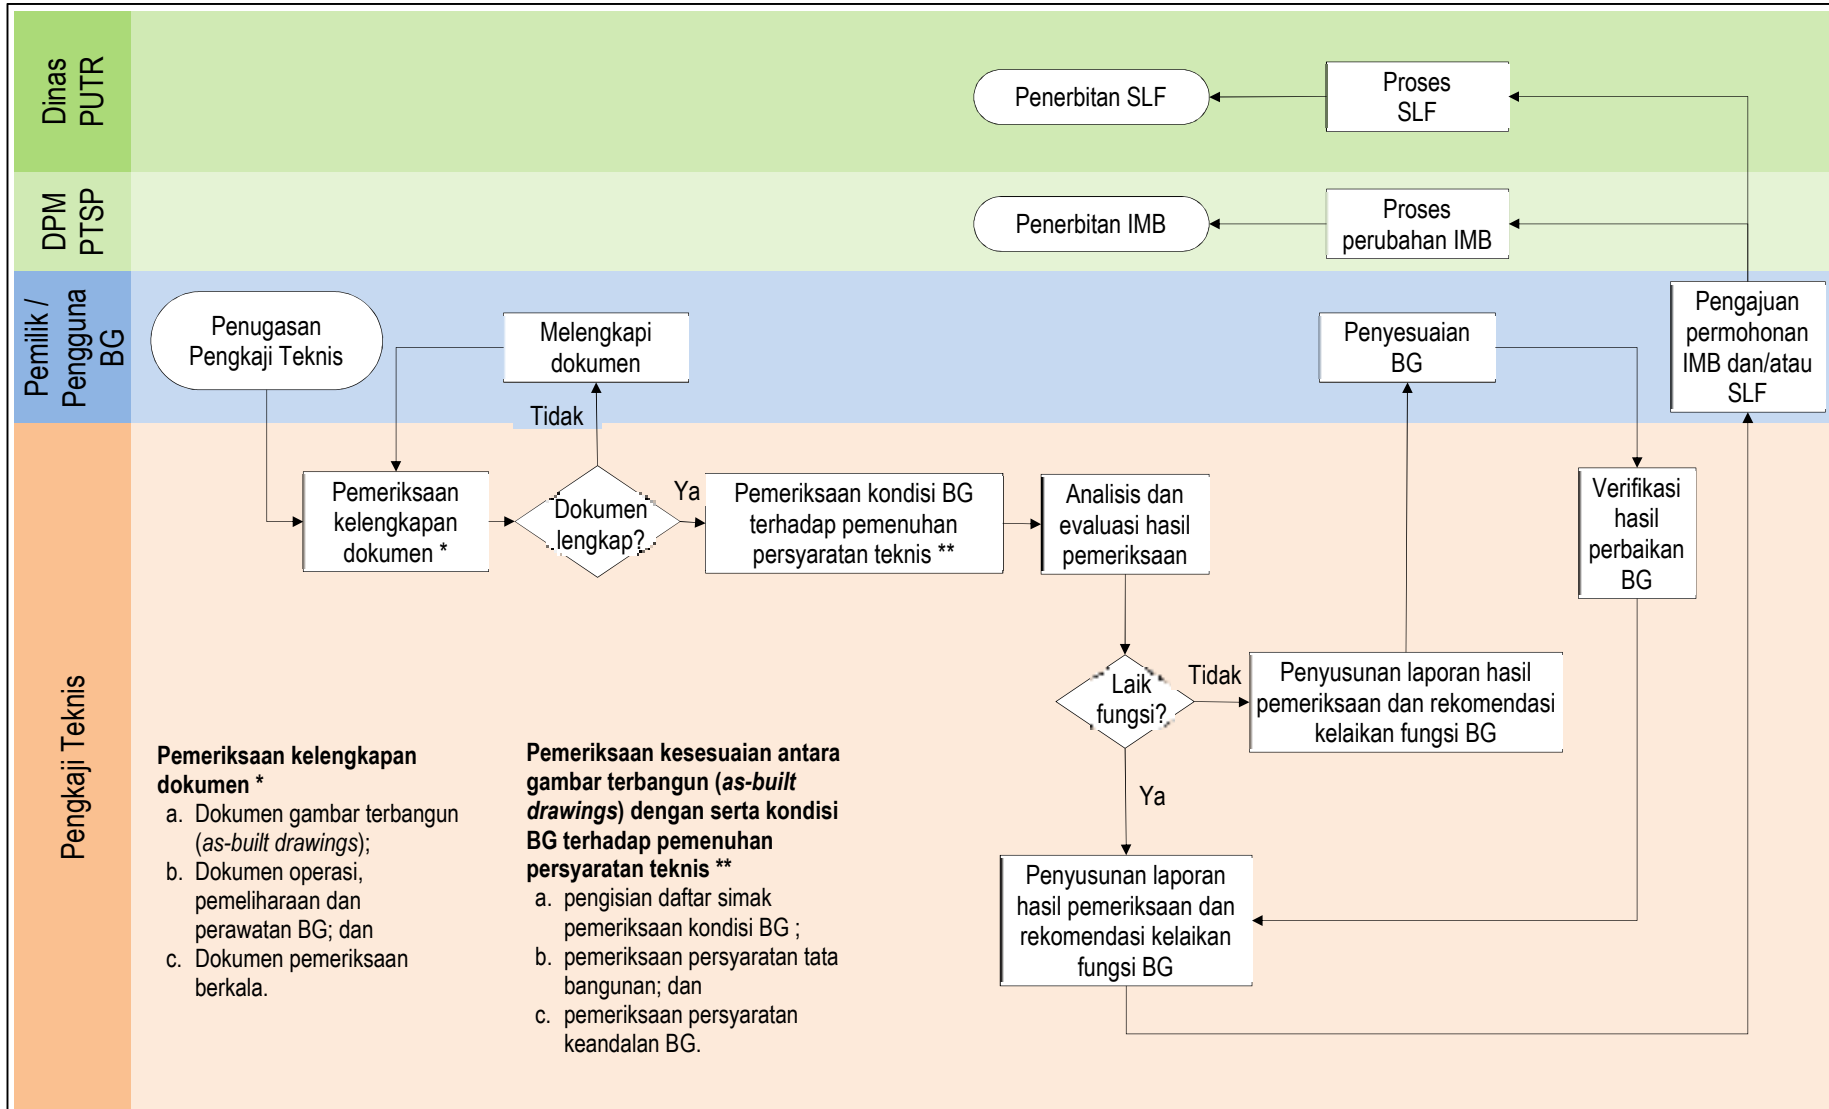 Dinas
PUTR
Penerbitan SLF
Proses
SLF
DPM
PTSP
Penerbitan IMB
Proses
perubahan IMB
Pemilik /
Pengguna
BG
Penugasan
Pengkaji Teknis
Melengkapi
dokumen
Penyesuaian
BG
Pengajuan
permohonan
IMB dan/atau
SLF
Tidak
Pengkaji Teknis
Pemeriksaan
kelengkapan
dokumen *
Dokumen
lengkap?
Ya
Pemeriksaan kondisi BG
terhadap pemenuhan
persyaratan teknis **
Analisis dan
evaluasi hasil
pemeriksaan
Verifikasi
hasil
perbaikan
BG
Laik
fungsi?
Tidak
Penyusunan laporan hasil
pemeriksaan dan rekomendasi
kelaikan fungsi BG
Ya
Penyusunan laporan
hasil pemeriksaan dan
rekomendasi kelaikan
fungsi BG
Pemeriksaan kelengkapan
dokumen *
a. Dokumen gambar terbangun
(as-built drawings);
b. Dokumen operasi,
pemeliharaan dan
perawatan BG; dan
c. Dokumen pemeriksaan
berkala.
Pemeriksaan kesesuaian antara
gambar terbangun (as-built
drawings) dengan serta kondisi
BG terhadap pemenuhan
persyaratan teknis **
a. pengisian daftar simak
pemeriksaan kondisi BG ;
b. pemeriksaan persyaratan tata
bangunan; dan
c. pemeriksaan persyaratan
keandalan BG.